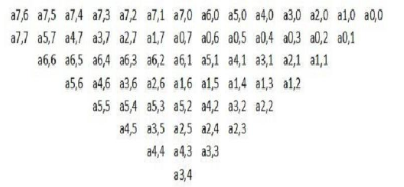 a7,6 a7,5 a7,4 a7,3 a7,2 a7,1 a7,0 a6,0 a5,0 a4,0 a3,0 a2,0 a1,0 a0,0
a7,7 a5,7 a4,7 a3,7 a2,7 a1,7 a0,7 a0,6 a0,5 a0,4 a0,3 a0,2 a0,1
a6,6 a6,5 a6,4 a6,3 a6,2 a6,1 a5,1 a4,1 a3,1 a2,1 a1,1
a5,6 a4,6 a3,6 a2,6 a1,6 a1,5 a1,4 a1,3 a1,2
a5,5 a5,4 a5,3 a5,2 a4,2 a3,2 a2,2
a4,5 a3,5 a2,5 a2,4 a2,3
a4,4 a4,3 a3,3
a3,4